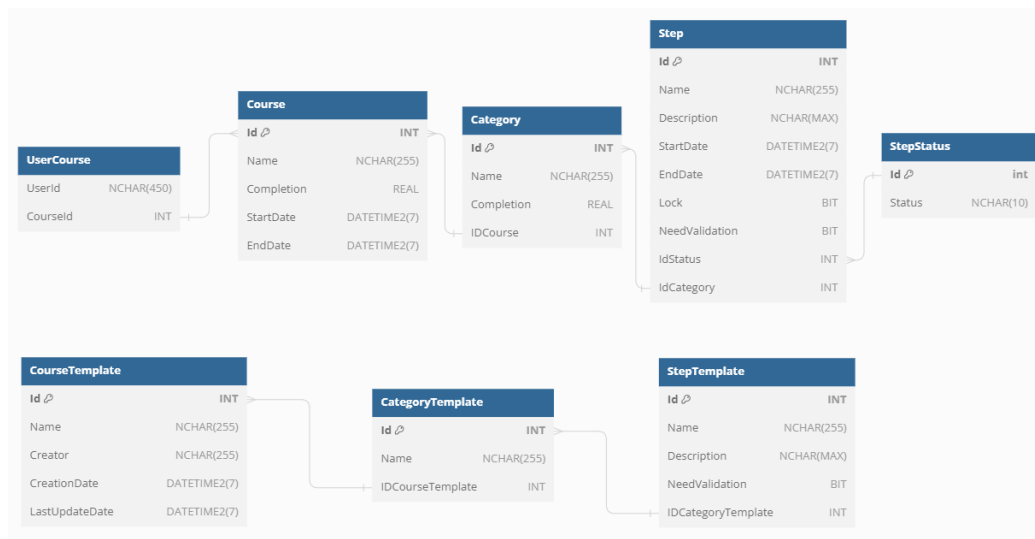 UserCourse
UserId NCHAR(450)
CourseId INT
Course
Id INT
Name NCHAR(255)
Completion REAL
StartDate DATETIME2(7)
EndDate DATETIME2(7)
Category
Id INT
Name NCHAR(255)
Completion REAL
IDCourse INT
Step
Id INT
Name NCHAR(255)
Description NCHAR(MAX)
StartDate DATETIME2(7)
EndDate DATETIME2(7)
Lock BIT
NeedValidation BIT
IdStatus INT
IdCategory INT
StepStatus
Id int
Status NCHAR(10)
CourseTemplate
Id INT
Name NCHAR(255)
Creator NCHAR(255)
CreationDate DATETIME2(7)
LastUpdateDate DATETIME2(7)
CategoryTemplate
Id INT
Name NCHAR(255)
IDCourseTemplate INT
StepTemplate
Id INT
Name NCHAR(255)
Description NCHAR(MAX)
NeedValidation BIT
IDCategoryTemplate INT